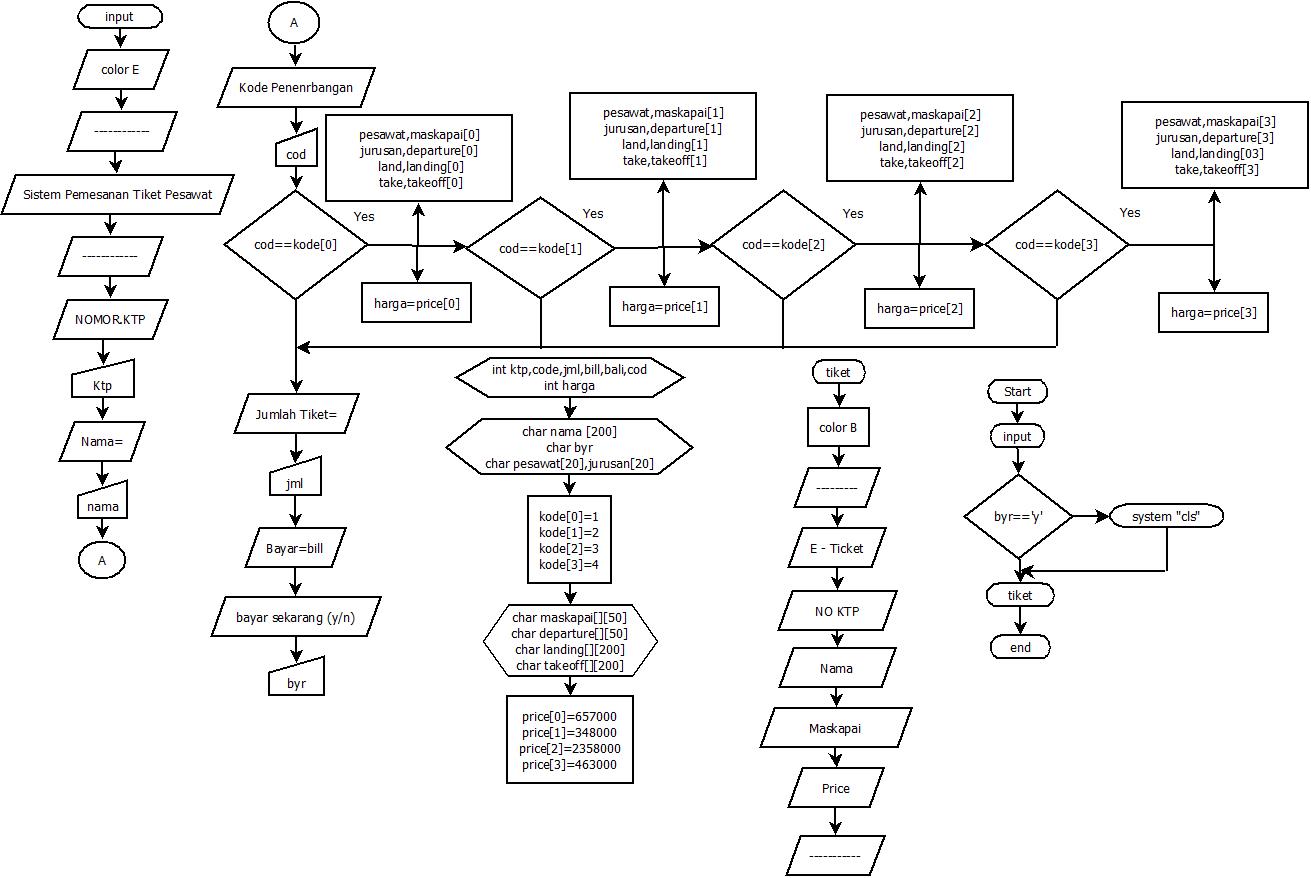 input
color E
------------
Sistem Pemesanan Tiket Pesawat
------------
NOMOR.KTP
Ktp
Nama=
nama
A
A
Kode Penenrbangan
cod
cod==kode[0]
Yes
pesawat,maskapai[0]
jurusan,departure[0]
land,landing[0]
take,takeoff[0]
harga=price[0]
cod==kode[1]
Yes
pesawat,maskapai[1]
jurusan,departure[1]
land,landing[1]
take,takeoff[1]
harga=price[1]
cod==kode[2]
Yes
pesawat,maskapai[2]
jurusan,departure[2]
land,landing[2]
take,takeoff[2]
harga=price[2]
cod==kode[3]
Yes
pesawat,maskapai[3]
jurusan,departure[3]
land,landing[03]
take,takeoff[3]
harga=price[3]
Jumlah Tiket=
jml
Bayar=bill
bayar sekarang (y/n)
byr
int ktp,code,jml,bill,bali,cod
int harga
char nama [200]
char byr
char pesawat[20],jurusan[20]
kode[0]=1
kode[1]=2
kode[2]=3
kode[3]=4
char maskapai[][50]
char departure[][50]
char landing[][200]
char takeoff[][200]
price[0]=657000
price[1]=348000
price[2]=2358000
price[3]=463000
tiket
color B
---------
E - Ticket
NO KTP
Nama
Maskapai
Price
-----------
Start
input
byr=='y'
system "cls"
tiket
end